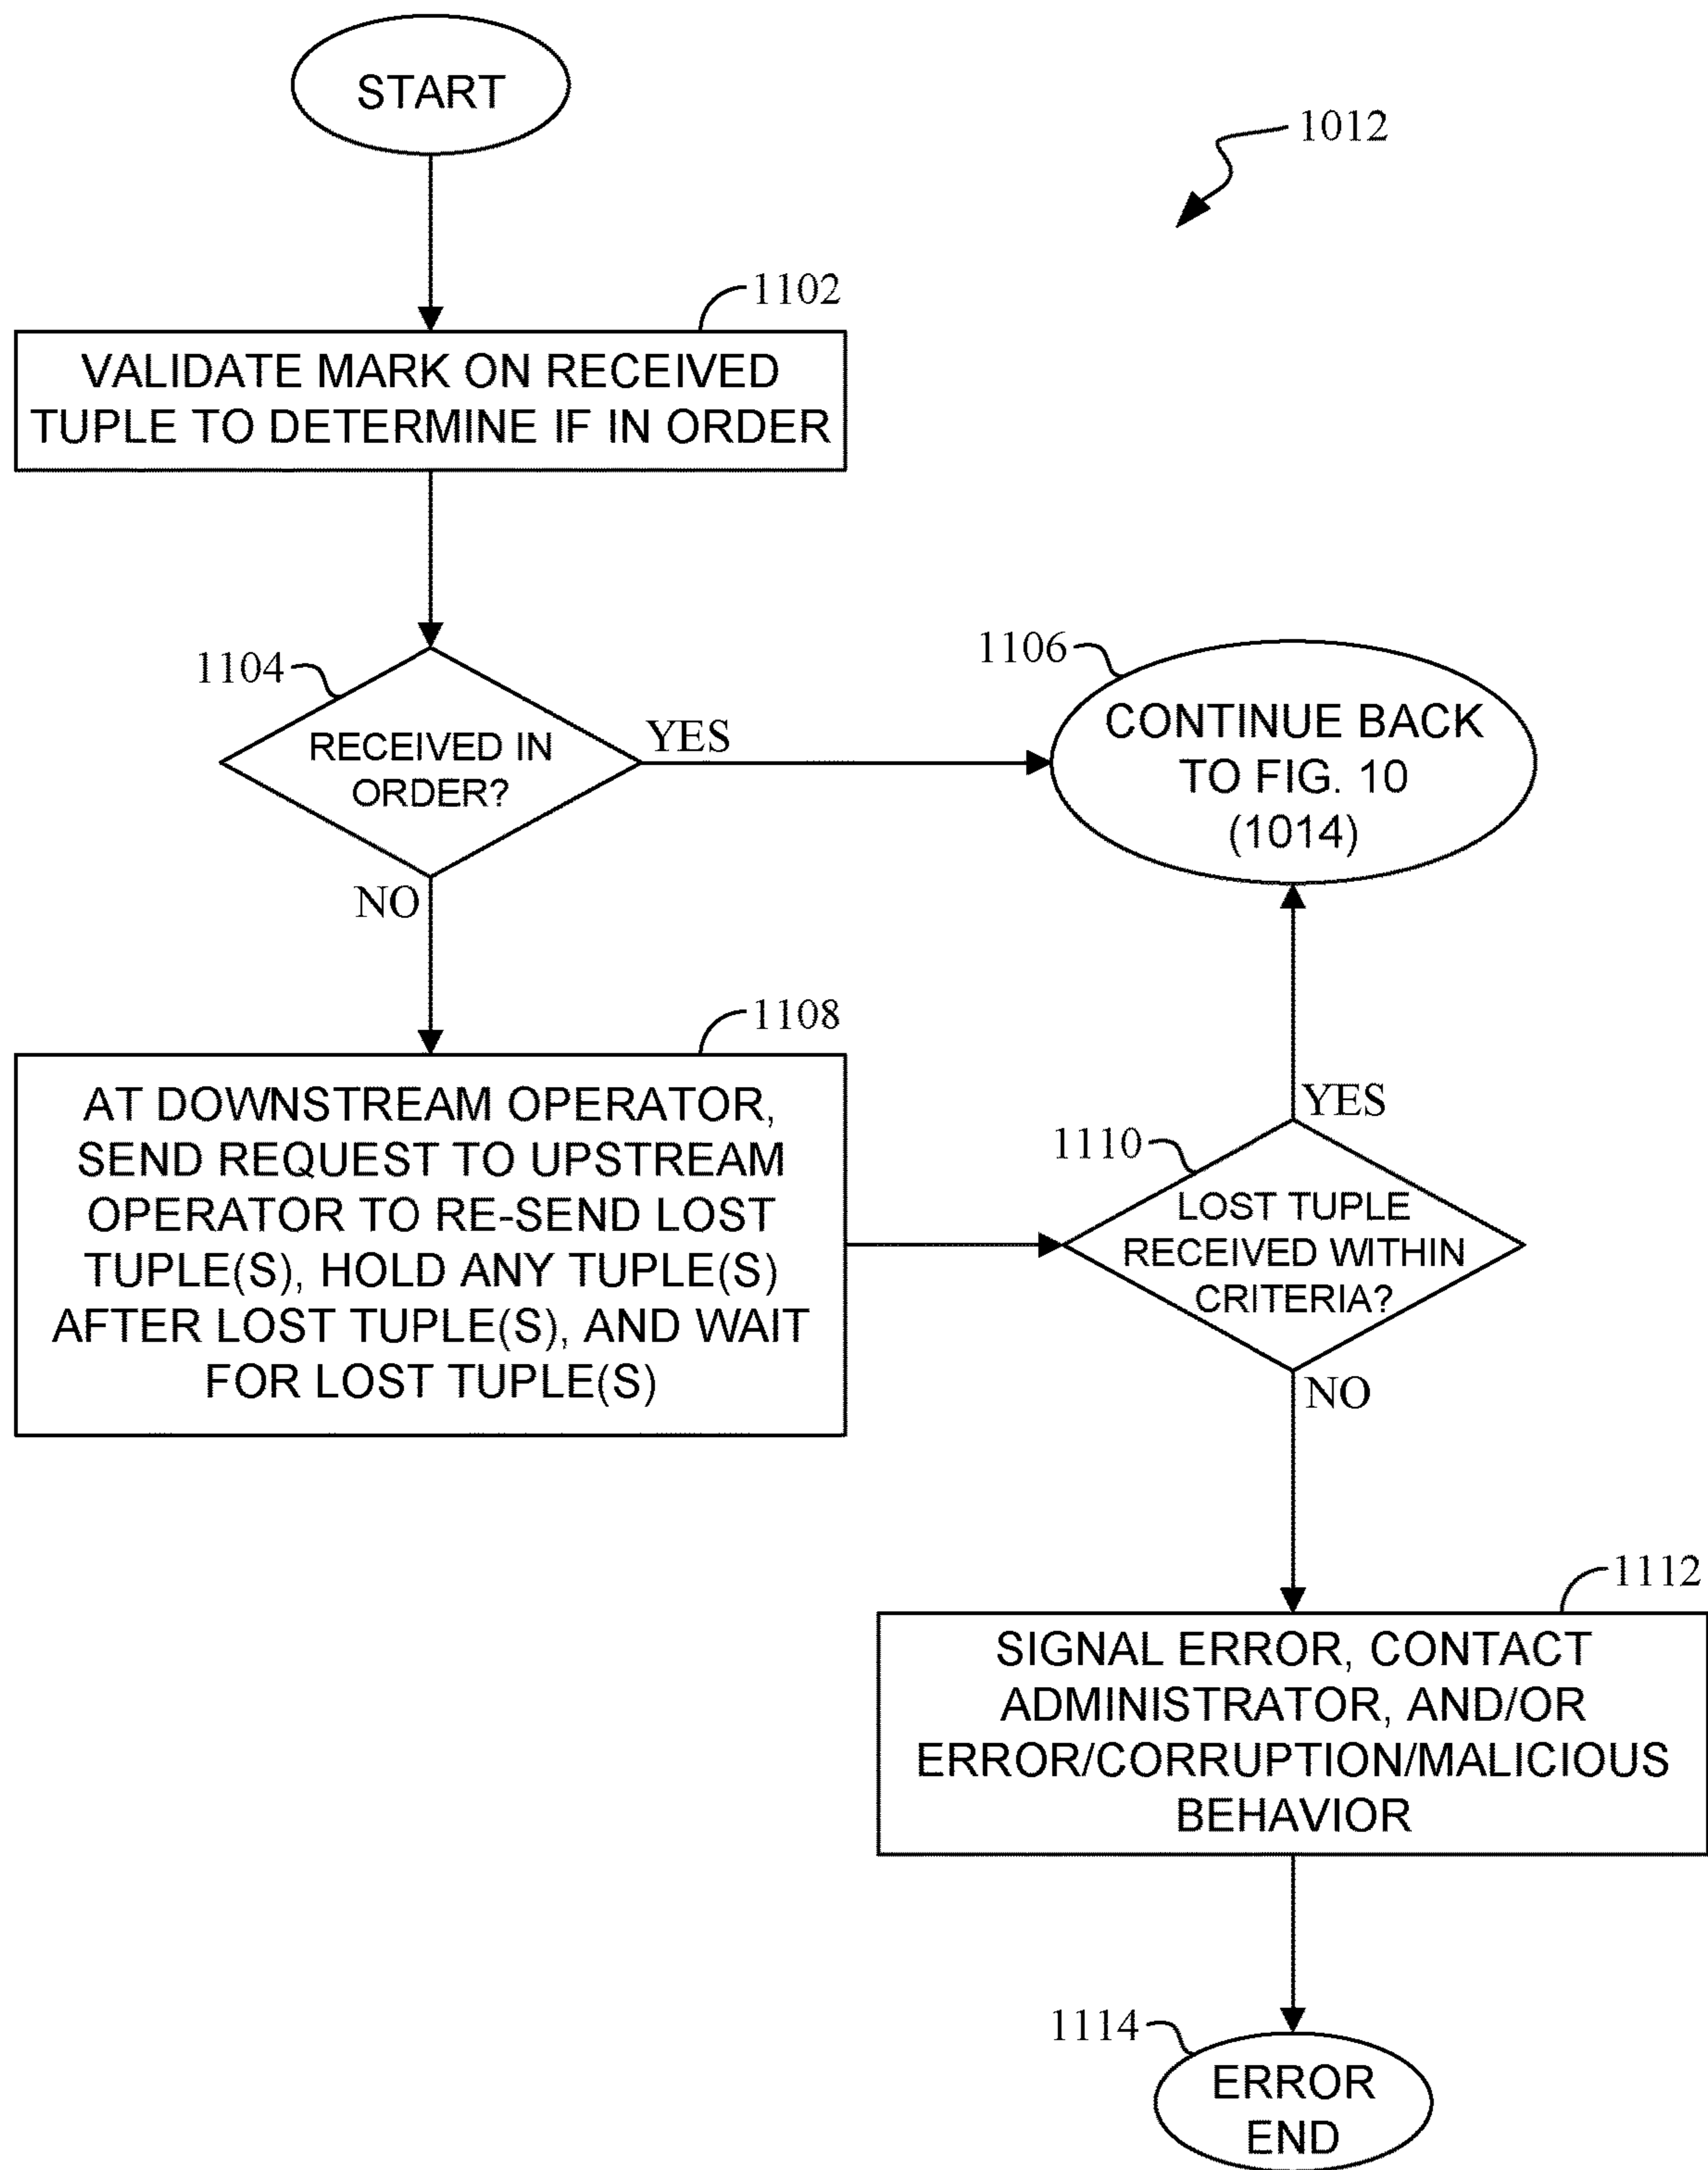 START
1012
1102
VALIDATE MARK ON RECEIVED
TUPLE TO DETERMINE IF IN ORDER
1104
RECEIVED IN
ORDER?
YES
NO
1106
CONTINUE BACK
TO FIG. 10
(1014)
1108
AT DOWNSTREAM OPERATOR,
SEND REQUEST TO UPSTREAM
OPERATOR TO RE-SEND LOST
TUPLE(S), HOLD ANY TUPLE(S)
AFTER LOST TUPLE(S), AND WAIT
FOR LOST TUPLE(S)
YES
1110
LOST TUPLE
RECEIVED WITHIN
CRITERIA?
NO
1112
SIGNAL ERROR, CONTACT
ADMINISTRATOR, AND/OR
ERROR/CORRUPTION/MALICIOUS
BEHAVIOR
1114
ERROR
END